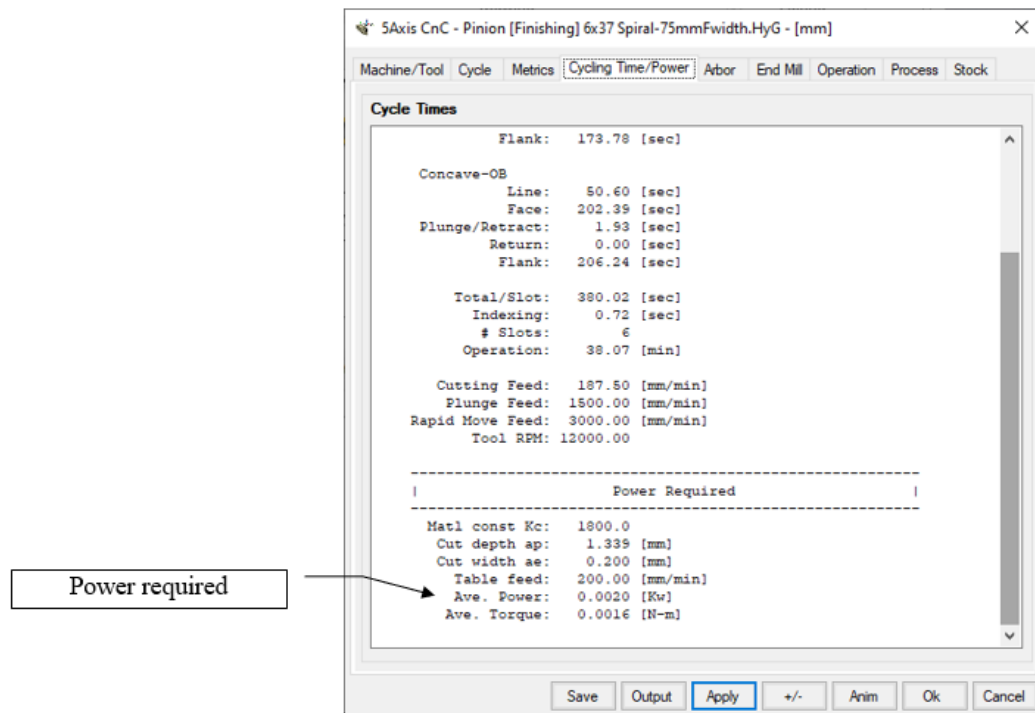 5Axis CnC - Pinion [Finishing] 6x37 Spiral-75mmFwidth.HyG - [mm]
Machine/Tool Cycle Metrics Cycling Time/Power Arbor End Mill Operation Process Stock
Cycle Times
Flank: 173.78 [sec]
Concave-OB
Line: 50.60 [sec]
Face: 202.39 [sec]
Plunge/Retract: 1.93 [sec]
Return: 0.00 [sec]
Flank: 206.24 [sec]
Total/Slot: 380.02 [sec]
Indexing: 0.72 [sec]
# Slots: 6
Operation: 38.07 [min]
Cutting Feed: 187.50 [mm/min]
Plunge Feed: 1500.00 [mm/min]
Rapid Move Feed: 3000.00 [mm/min]
Tool RPM: 12000.00
----------------------------------------------------------
| Power Required |
----------------------------------------------------------
Matl const Kc: 1800.0
Cut depth ap: 1.339 [mm]
Cut width ae: 0.200 [mm]
Table feed: 200.00 [mm/min]
Ave. Power: 0.0020 [Kw]
Ave. Torque: 0.0016 [N-m]
Power required
Save Output Apply +/- Anim Ok Cancel